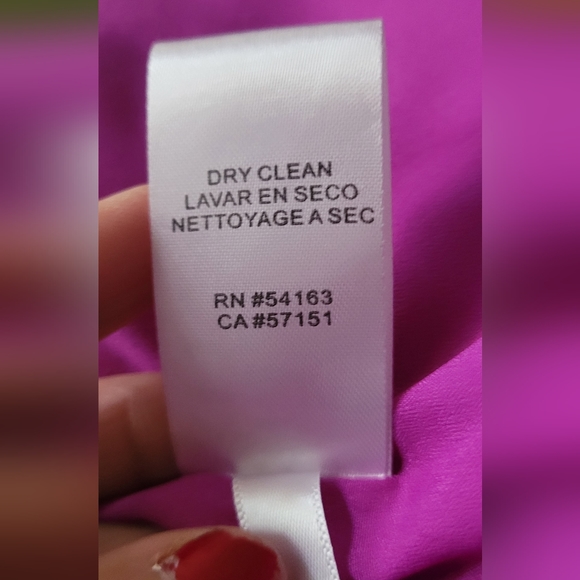 DRY CLEAN
LAVAR EN SECO
NETTOYAGE A SEC
RN #54163
CA #57151